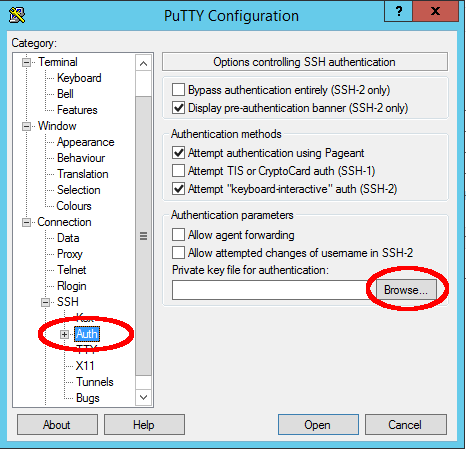 PuTTY Configuration
?
x
Category:
Terminal
Keyboard
Bell
Features
Window
Appearance
Behaviour
Translation
Selection
Colours
Connection
Data
Proxy
Telnet
Rlogin
SSH
Kex
Auth
TTY
X11
Tunnels
Bugs
Options controlling SSH authentication
Bypass authentication entirely (SSH-2 only)
Display pre-authentication banner (SSH-2 only)
Authentication methods
Attempt authentication using Pageant
Attempt TIS or CryptoCard auth (SSH-1)
Attempt "keyboard-interactive" auth (SSH-2)
Authentication parameters
Allow agent forwarding
Allow attempted changes of username in SSH-2
Private key file for authentication:
Browse...
About
Help
Open
Cancel